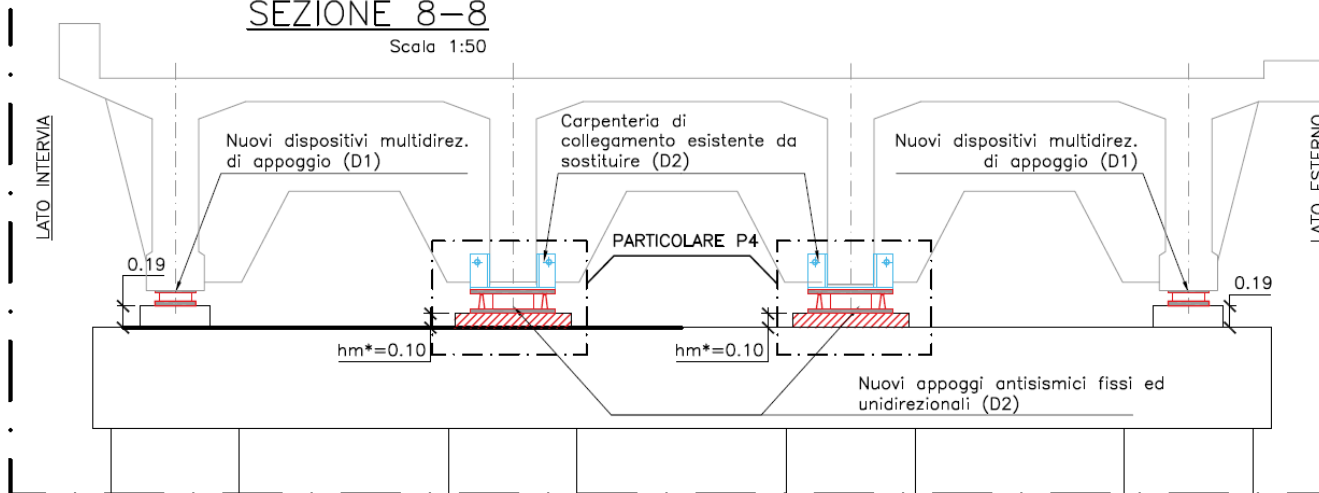 SEZIONE 8-8
Scala 1:50
LATO INTERVIA
Nuovi dispositivi multidirez.
di appoggio (D1)
Carpenteria di
collegamento esistente da
sostituire (D2)
Nuovi dispositivi multidirez.
di appoggio (D1)
LATO ESTERNO
PARTICOLARE P4
0.19
0.19
hm*=0.10
hm*=0.10
Nuovi appoggi antisismici fissi ed
unidirezionali (D2)